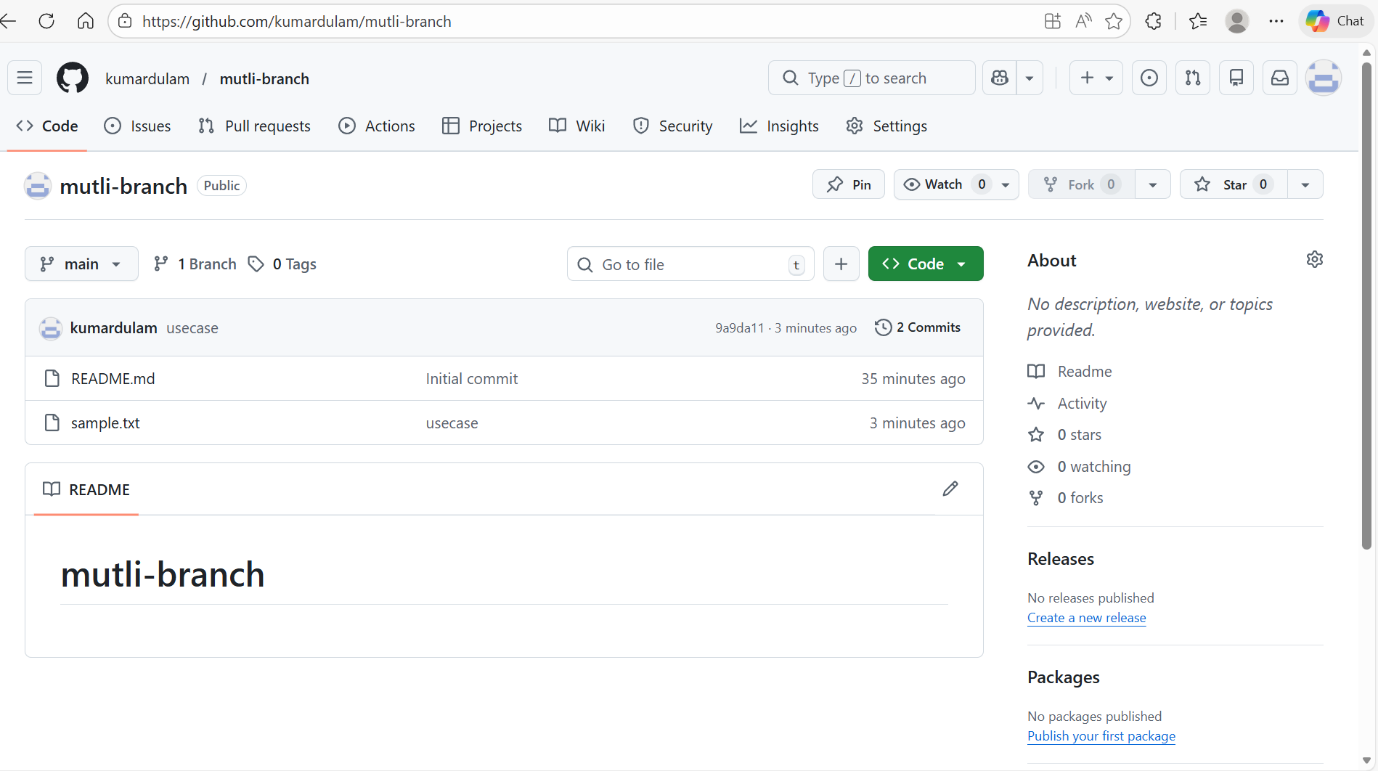 https://github.com/kumardulam/mutli-branch
Chat
kumardulam / mutli-branch
Type / to search
Code Issues Pull requests Actions Projects Wiki Security Insights Settings
mutli-branch Public
Pin Watch 0 Fork 0 Star 0
main 1 Branch 0 Tags Go to file t Code
kumardulam usecase 9a9da11 · 3 minutes ago 2 Commits
README.md Initial commit 35 minutes ago
sample.txt usecase 3 minutes ago
README
mutli-branch
About
No description, website, or topics
provided.
Readme
Activity
0 stars
0 watching
0 forks
Releases
No releases published
Create a new release
Packages
No packages published
Publish your first package